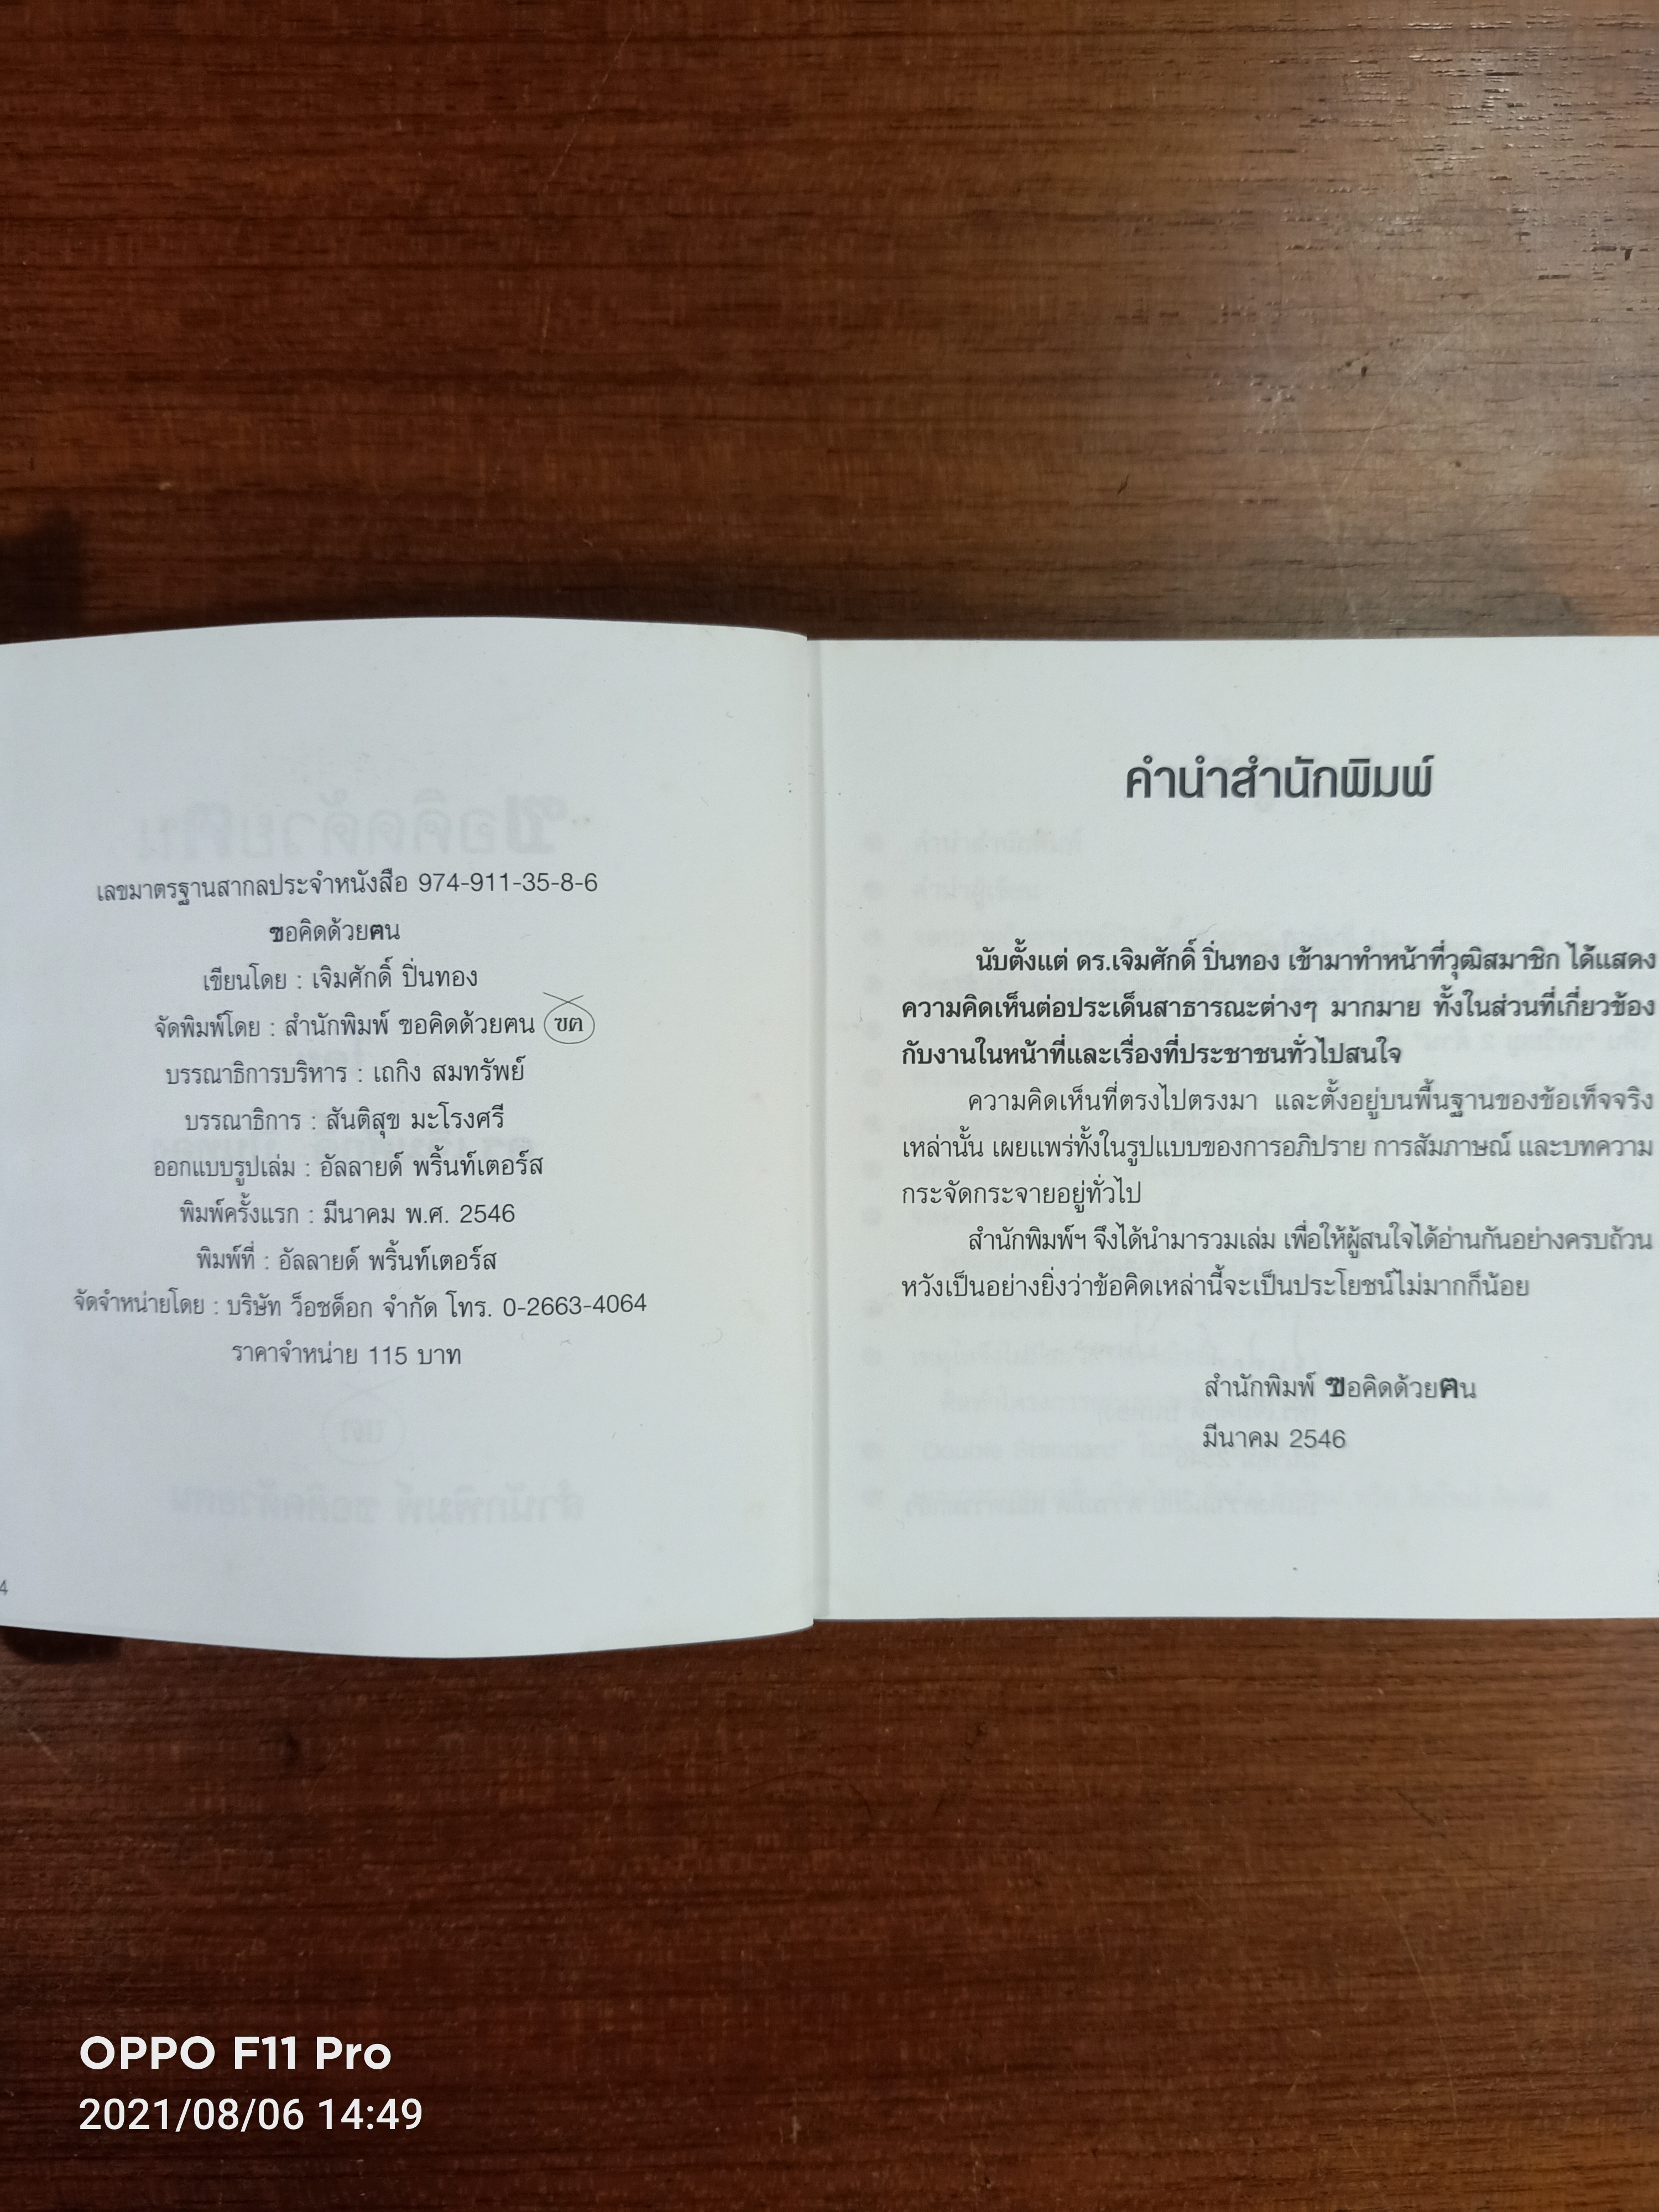 เลขมาตรฐานสากลประจำหนังสือ 974-911-35-8-6
ฃอคิดด้วยฅน
เขียนโดย : เจิมศักดิ์ ปิ่นทอง
จัดพิมพ์โดย : สำนักพิมพ์ ฃอคิดด้วยฅน ฃฅ
บรรณาธิการบริหาร : เถกิง สมทรัพย์
บรรณาธิการ : สันติสุข มะโรงศรี
ออกแบบรูปเล่ม : อัลลายด์ พริ้นท์เตอร์ส
พิมพ์ครั้งแรก : มีนาคม พ.ศ. 2546
พิมพ์ที่ : อัลลายด์ พริ้นท์เตอร์ส
จัดจำหน่ายโดย : บริษัท ว็อชด็อก จำกัด โทร. 0-2663-4064
ราคาจำหน่าย 115 บาท
4
คำนำสำนักพิมพ์
นับตั้งแต่ ดร.เจิมศักดิ์ ปิ่นทอง เข้ามาทำหน้าที่วุฒิสมาชิก ได้แสดง
ความคิดเห็นต่อประเด็นสาธารณะต่างๆ มากมาย ทั้งในส่วนที่เกี่ยวข้อง
กับงานในหน้าที่และเรื่องที่ประชาชนทั่วไปสนใจ
ความคิดเห็นที่ตรงไปตรงมา และตั้งอยู่บนพื้นฐานของข้อเท็จจริง
เหล่านั้น เผยแพร่ทั้งในรูปแบบของการอภิปราย การสัมภาษณ์ และบทความ
กระจัดกระจายอยู่ทั่วไป
สำนักพิมพ์ฯ จึงได้นำมารวมเล่ม เพื่อให้ผู้สนใจได้อ่านกันอย่างครบถ้วน
หวังเป็นอย่างยิ่งว่าข้อคิดเหล่านี้จะเป็นประโยชน์ไม่มากก็น้อย
สำนักพิมพ์ ฃอคิดด้วยฅน
มีนาคม 2546
OPPO F11 Pro
2021/08/06 14:49